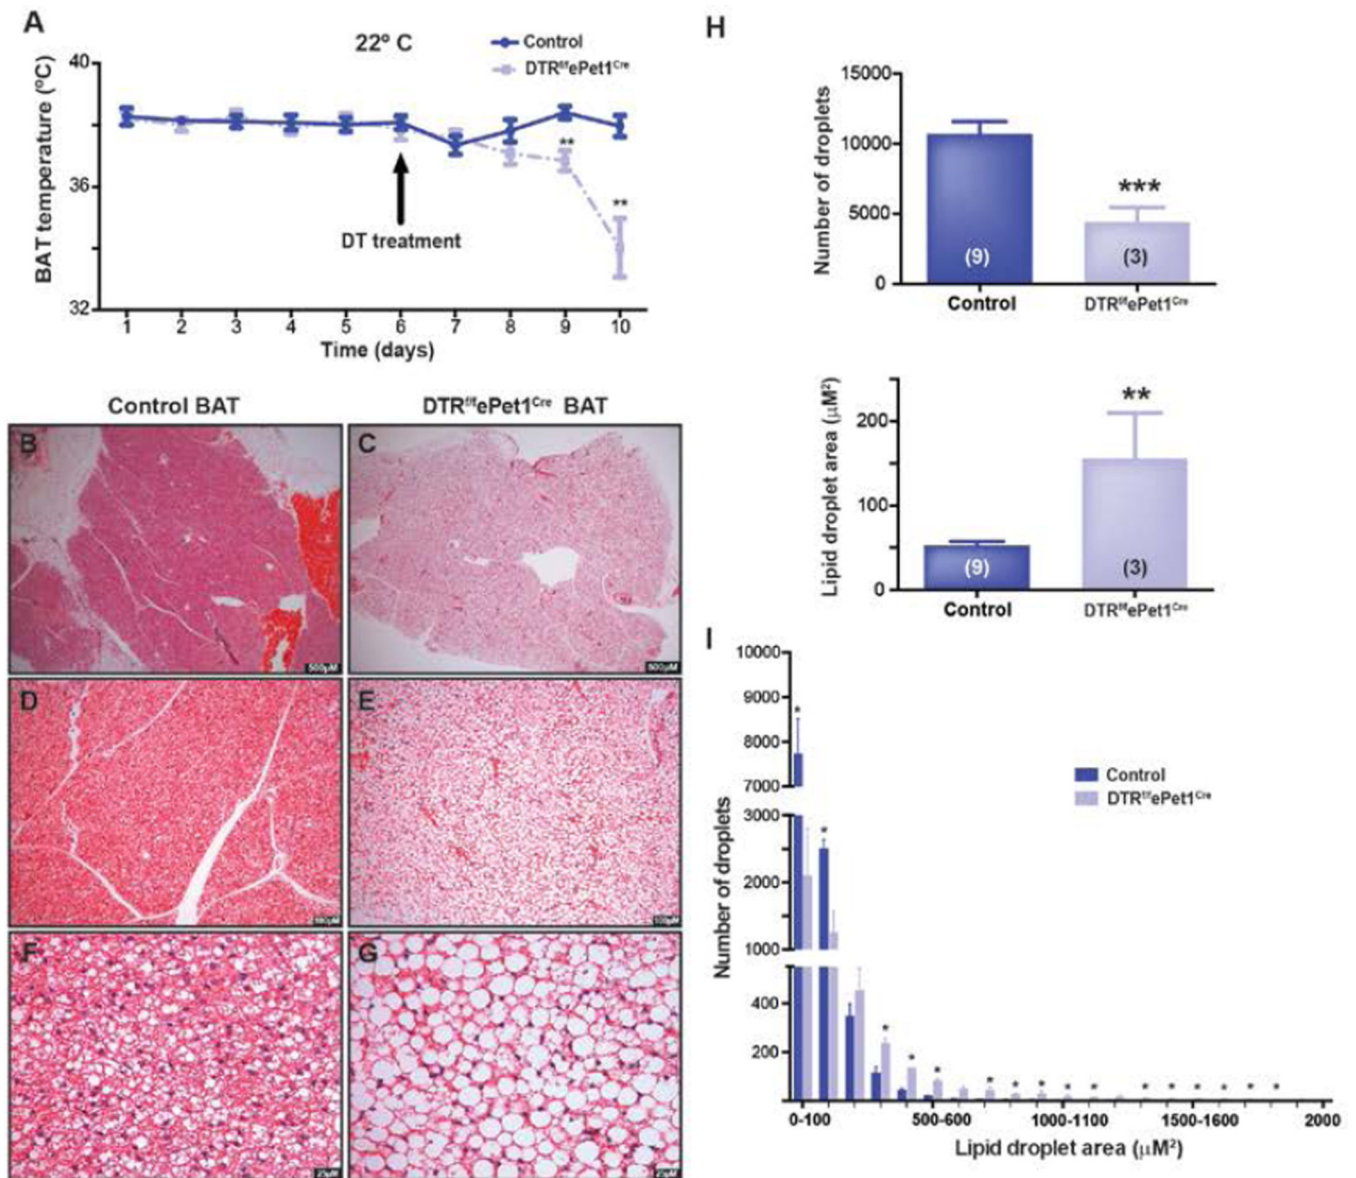 A
22° C
Control
DTRf/fePet1Cre
BAT temperature (°C)
40
36
32
**
**
DT treatment
1 2 3 4 5 6 7 8 9 10
Time (days)
Control BAT
DTRf/fePet1Cre BAT
B
500µM
C
500µM
D
E
100µM
F
25µM
G
25µM
H
Number of droplets
15000
10000
5000
0
***
(9)
(3)
Control
DTRf/fePet1Cre
Lipid droplet area (µM²)
200
100
0
**
(9)
(3)
Control
DTRf/fePet1Cre
I
Number of droplets
10000
9000
8000
7000
3000
2000
1000
400
200
* * * * * * * * * * * * * * * *
Control
DTRf/fePet1Cre
0-100 500-600 1000-1100 1500-1600 2000
Lipid droplet area (µM²)